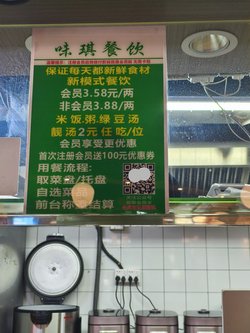 味琪餐饮
保证每天都新鲜食材
新模式餐饮
会员3.58元/两
非会员3.88/两
米饭.粥.绿豆汤
靓汤2元 任吃/位
会员享受更优惠
首次注册会员送100元优惠券
用餐流程:
取菜盘/托盘
自选菜品
前台称重结算